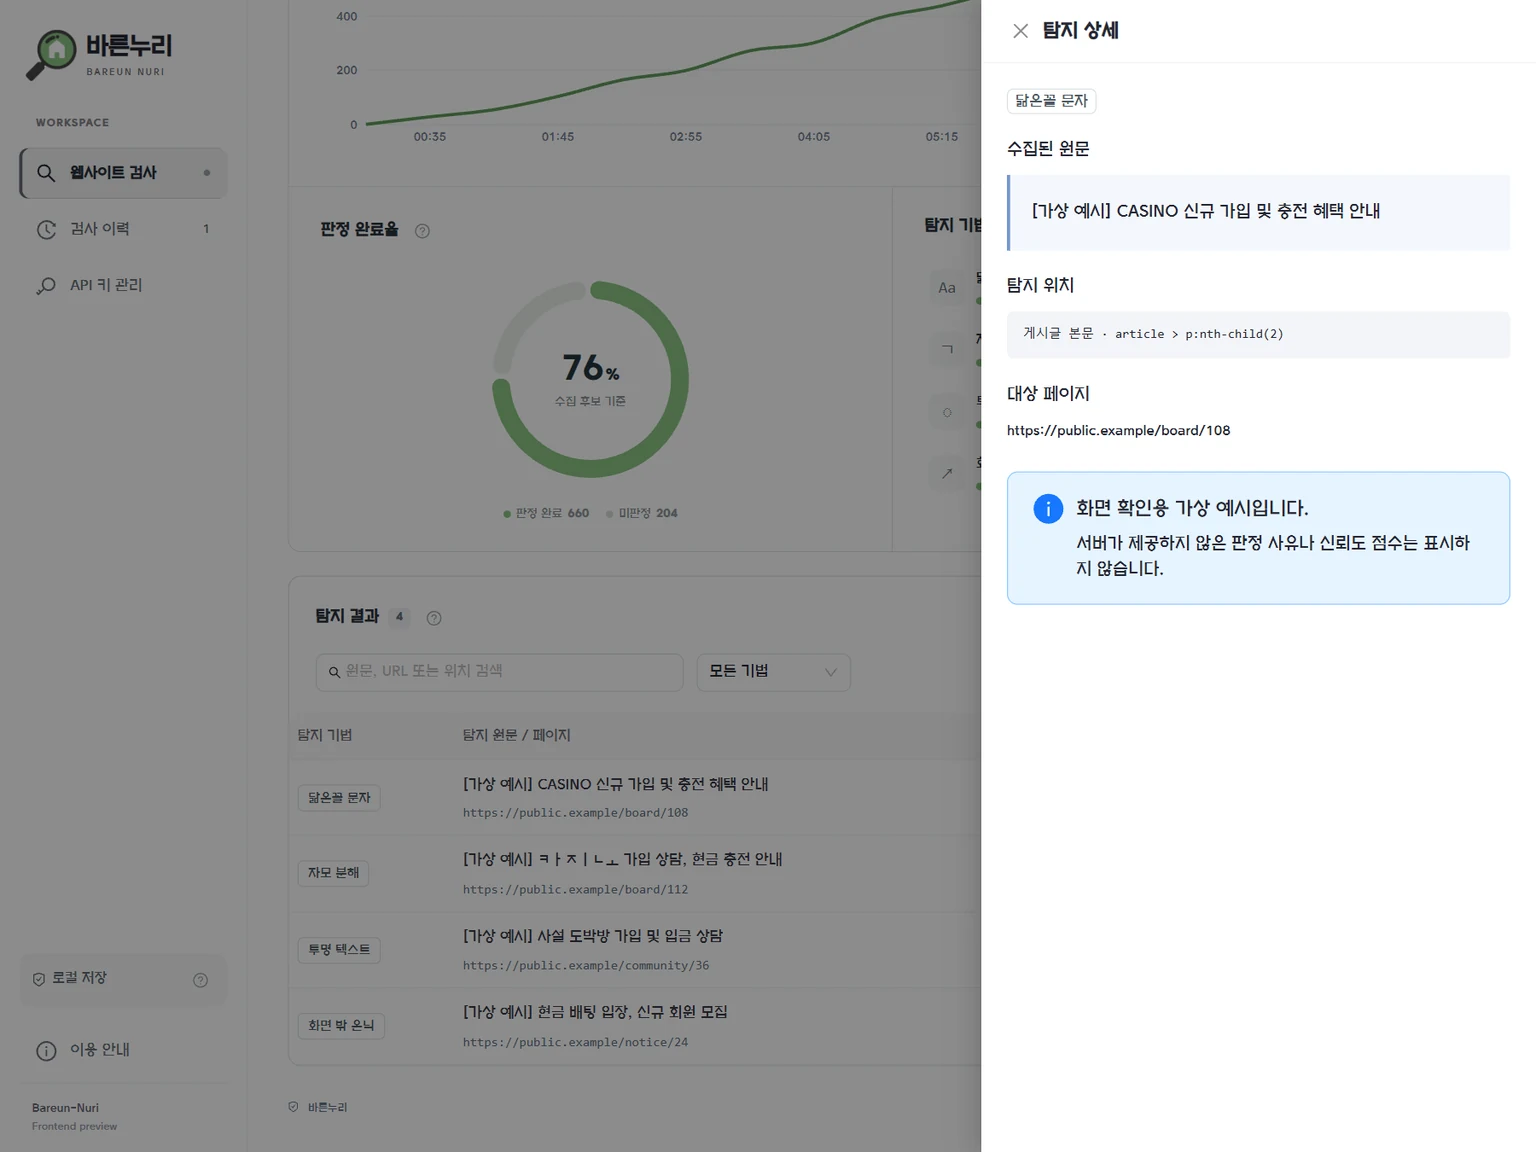 바른누리
BAREUN NURI
WORKSPACE
웹사이트 검사
검사 이력 1
API 키 관리
로컬 저장
이용 안내
Bareun-Nuri
Frontend preview
400
200
0
00:35 01:45 02:55 04:05 05:15
판정 완료율
76%
수집 후보 기준
판정 완료 660 미판정 204
탐지 기법
Aa
ㄱ
탐지 결과 4
원문, URL 또는 위치 검색
모든 기법
탐지 기법 탐지 원문 / 페이지
닮은꼴 문자
[가상 예시] CASINO 신규 가입 및 충전 혜택 안내
https://public.example/board/108
자모 분해
[가상 예시] ㅋㅏㅈㅣㄴㅗ 가입 상담, 현금 충전 안내
https://public.example/board/112
투명 텍스트
[가상 예시] 사설 도박방 가입 및 입금 상담
https://public.example/community/36
화면 밖 은닉
[가상 예시] 현금 배팅 입장, 신규 회원 모집
https://public.example/notice/24
바른누리
탐지 상세
닮은꼴 문자
수집된 원문
[가상 예시] CASINO 신규 가입 및 충전 혜택 안내
탐지 위치
게시글 본문 · article > p:nth-child(2)
대상 페이지
https://public.example/board/108
화면 확인용 가상 예시입니다.
서버가 제공하지 않은 판정 사유나 신뢰도 점수는 표시하
지 않습니다.